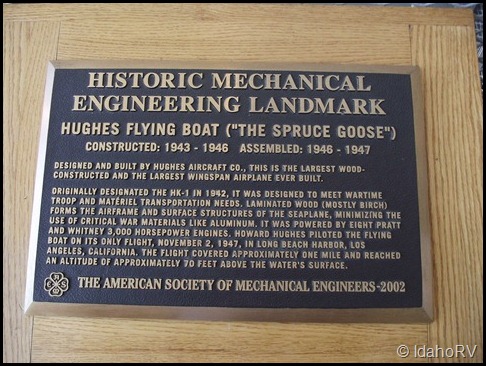 HISTORIC MECHANICAL
ENGINEERING LANDMARK
HUGHES FLYING BOAT ("THE SPRUCE GOOSE")
CONSTRUCTED: 1943 - 1946 ASSEMBLED: 1946 - 1947
DESIGNED AND BUILT BY HUGHES AIRCRAFT CO., THIS IS THE LARGEST WOOD-
CONSTRUCTED AND THE LARGEST WINGSPAN AIRPLANE EVER BUILT.
ORIGINALLY DESIGNATED THE HK-1 IN 1942, IT WAS DESIGNED TO MEET WARTIME
TROOP AND MATÉRIEL TRANSPORTATION NEEDS. LAMINATED WOOD (MOSTLY BIRCH)
FORMS THE AIRFRAME AND SURFACE STRUCTURES OF THE SEAPLANE, MINIMIZING THE
USE OF CRITICAL WAR MATERIALS LIKE ALUMINUM. IT WAS POWERED BY EIGHT PRATT
AND WHITNEY 3,000 HORSEPOWER ENGINES. HOWARD HUGHES PILOTED THE FLYING
BOAT ON ITS ONLY FLIGHT, NOVEMBER 2, 1947, IN LONG BEACH HARBOR, LOS
ANGELES, CALIFORNIA. THE FLIGHT COVERED APPROXIMATELY ONE MILE AND REACHED
AN ALTITUDE OF APPROXIMATELY 70 FEET ABOVE THE WATER'S SURFACE.
THE AMERICAN SOCIETY OF MECHANICAL ENGINEERS-2002
© IdahoRV